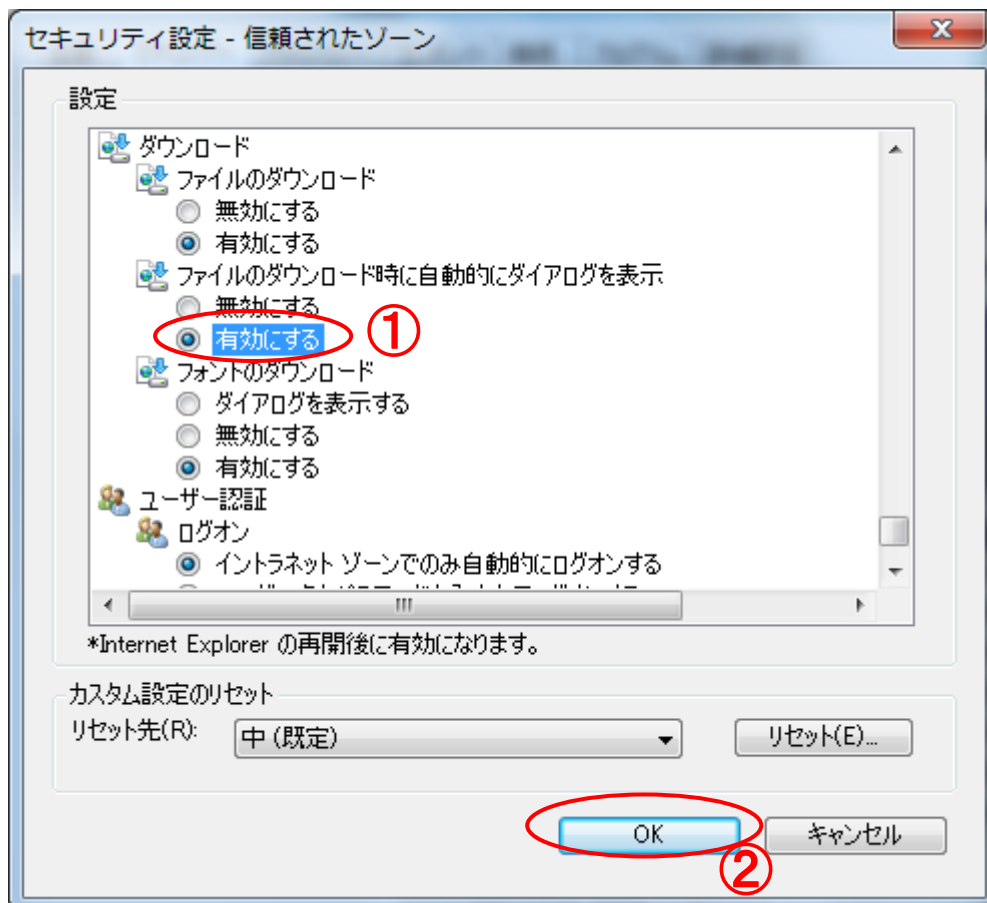 セキュリティ設定 - 信頼されたゾーン
設定
ダウンロード
ファイルのダウンロード
無効にする
有効にする
ファイルのダウンロード時に自動的にダイアログを表示
無効にする
有効にする
①
フォントのダウンロード
ダイアログを表示する
無効にする
有効にする
ユーザー認証
ログオン
イントラネット ゾーンでのみ自動的にログオンする
*Internet Explorer の再開後に有効になります。
カスタム設定のリセット
リセット先(R):
中 (既定)
リセット(E)...
OK
キャンセル
②